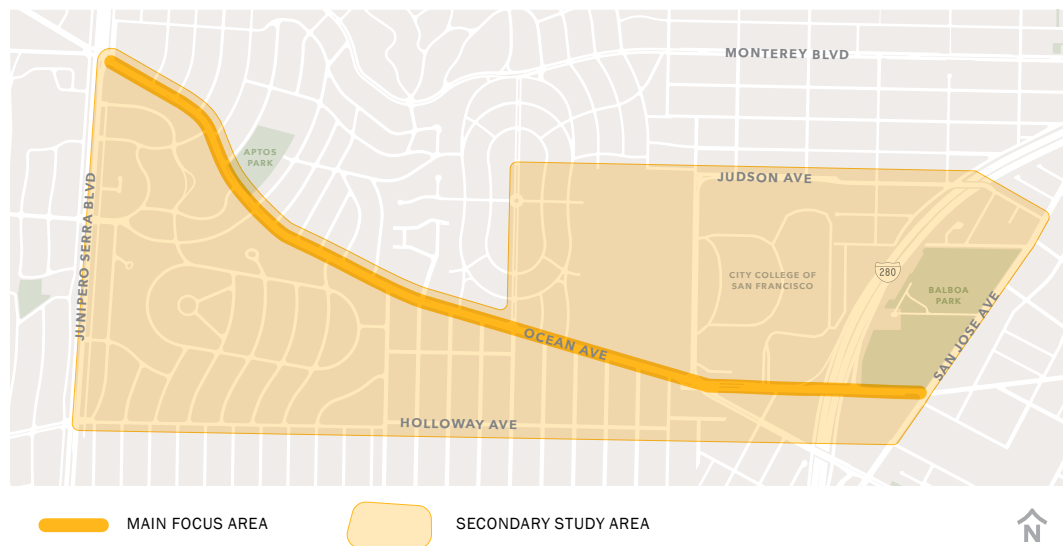 MONTEREY BLVD
APTOS
PARK
JUDSON AVE
JUNIPERO SERRA BLVD
CITY COLLEGE OF
SAN FRANCISCO
280
BALBOA
PARK
OCEAN AVE
SAN JOSE AVE
HOLLOWAY AVE
MAIN FOCUS AREA
SECONDARY STUDY AREA
N